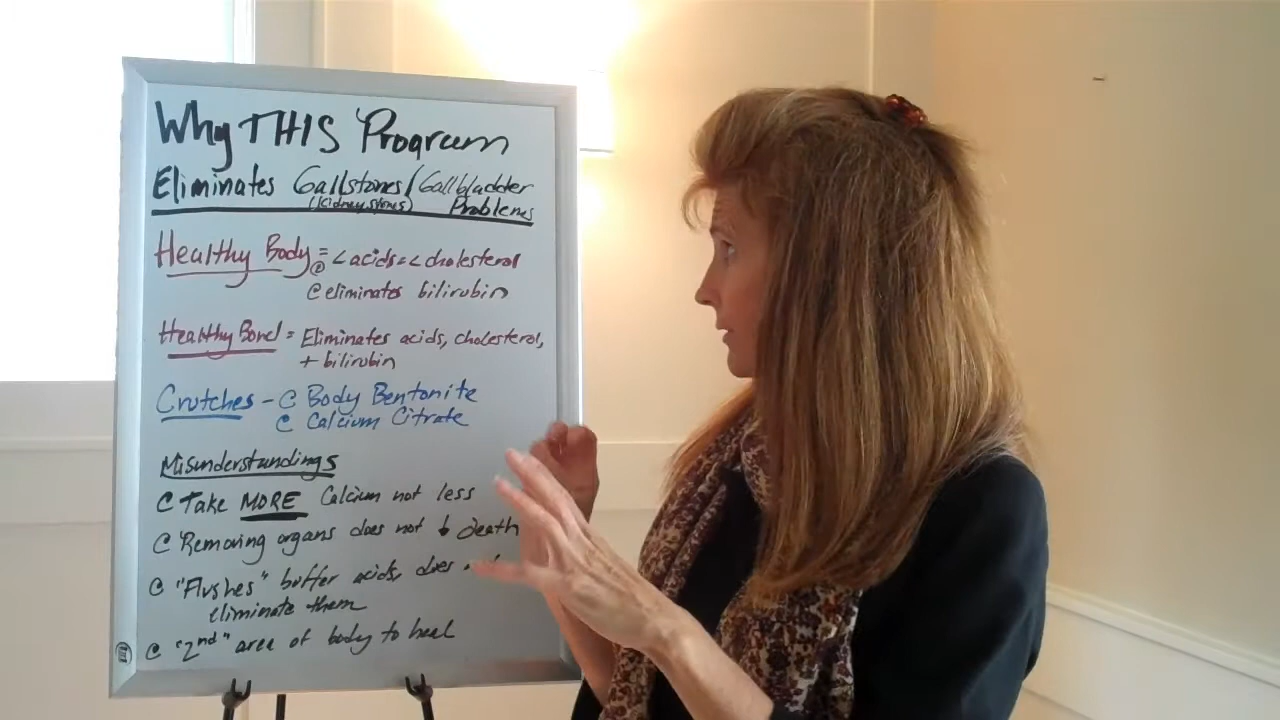 Why THIS Program
Eliminates Gallstones/Gallbladder
(kidney stones) Problems
Healthy Body = < acids = < cholesterol
@ eliminates bilirubin
Healthy Bowel = Eliminates acids, cholesterol,
+ bilirubin
Crutches - @ Body Bentonite
@ Calcium Citrate
Misunderstandings
@ Take MORE Calcium not less
@ Removing organs does not ↓ death
@ "Flushes" buffer acids, does
eliminate them
@ "2nd" area of body to heal